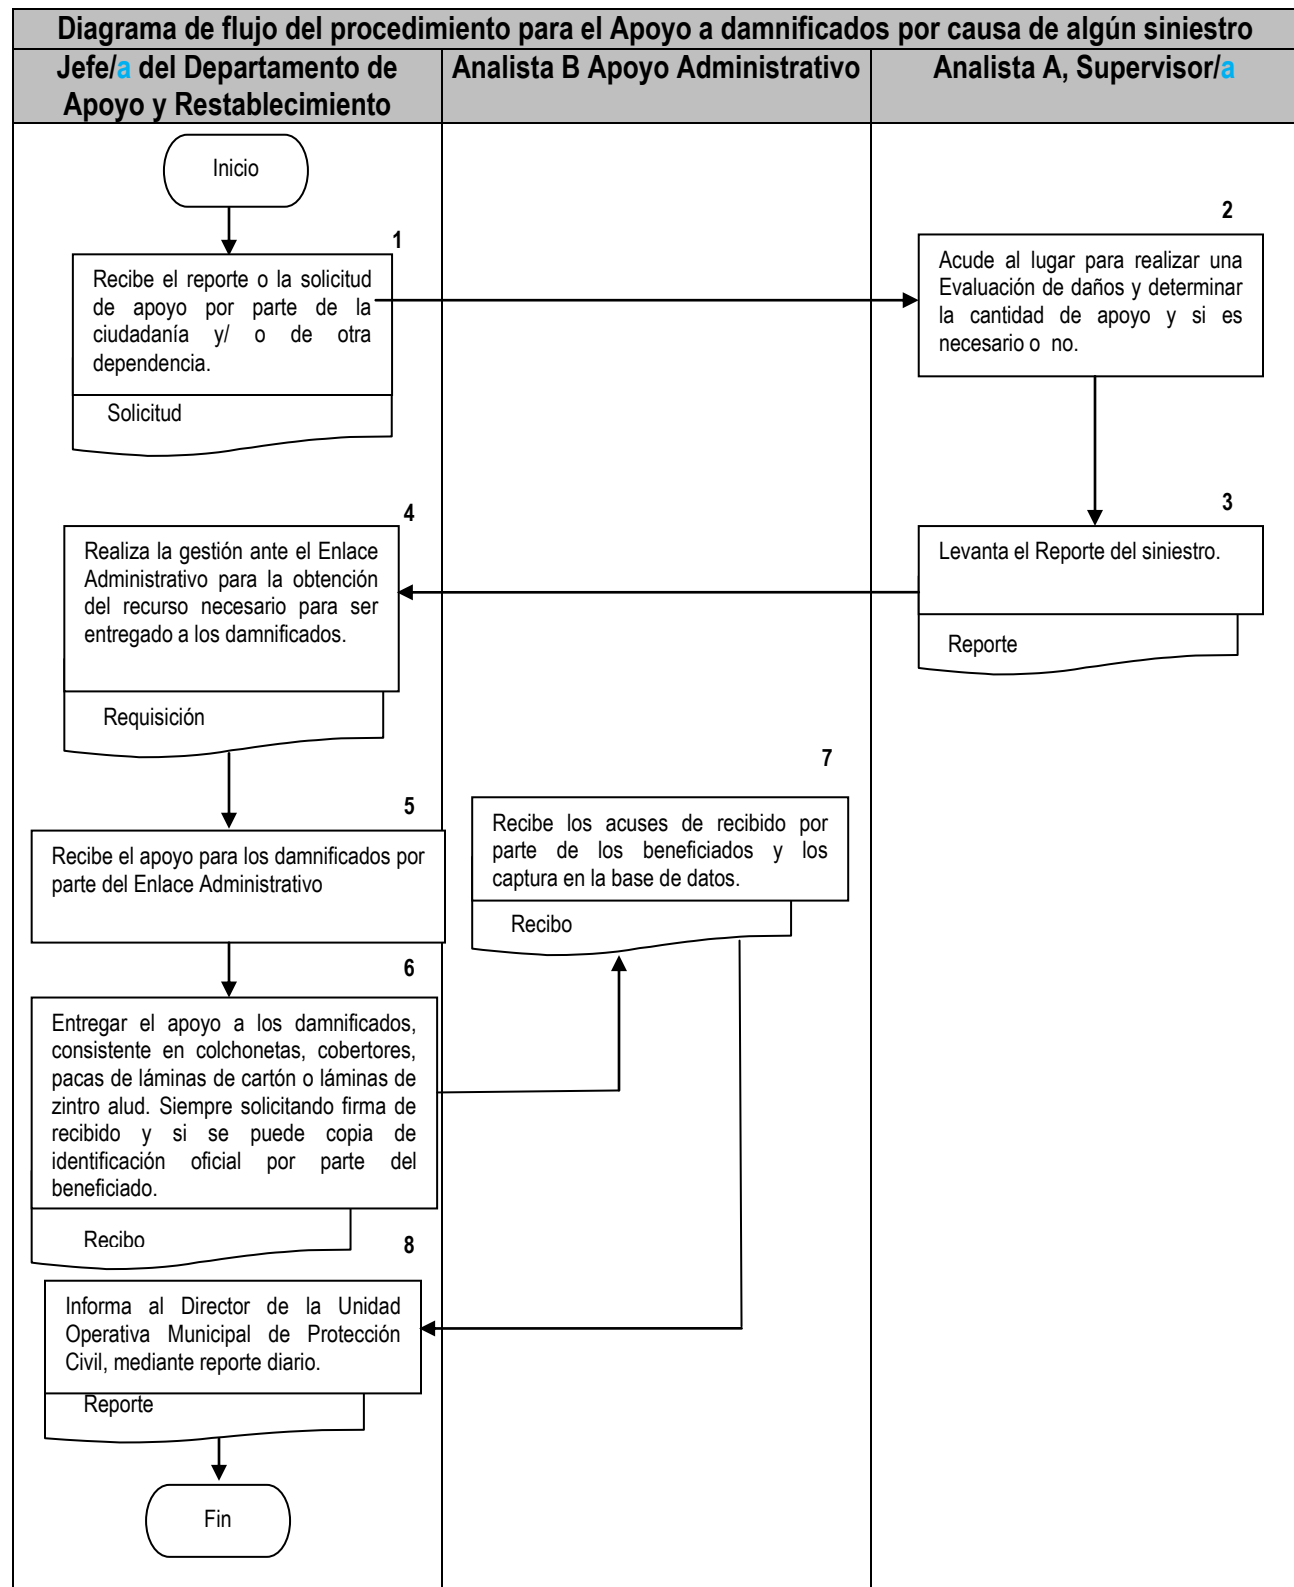 Diagrama de flujo del procedimiento para el Apoyo a damnificados por causa de algún siniestro
Jefe/a del Departamento de
Apoyo y Restablecimiento
Analista B Apoyo Administrativo
Analista A, Supervisor/a
Inicio
1
Recibe el reporte o la solicitud
de apoyo por parte de la
ciudadanía y/ o de otra
dependencia.
Solicitud
2
Acude al lugar para realizar una
Evaluación de daños y determinar
la cantidad de apoyo y si es
necesario o no.
3
Levanta el Reporte del siniestro.
Reporte
4
Realiza la gestión ante el Enlace
Administrativo para la obtención
del recurso necesario para ser
entregado a los damnificados.
Requisición
5
Recibe el apoyo para los damnificados por
parte del Enlace Administrativo
6
Entregar el apoyo a los damnificados,
consistente en colchonetas, cobertores,
pacas de láminas de cartón o láminas de
zintro alud. Siempre solicitando firma de
recibido y si se puede copia de
identificación oficial por parte del
beneficiado.
Recibo
7
Recibe los acuses de recibido por
parte de los beneficiados y los
captura en la base de datos.
Recibo
8
Informa al Director de la Unidad
Operativa Municipal de Protección
Civil, mediante reporte diario.
Reporte
Fin